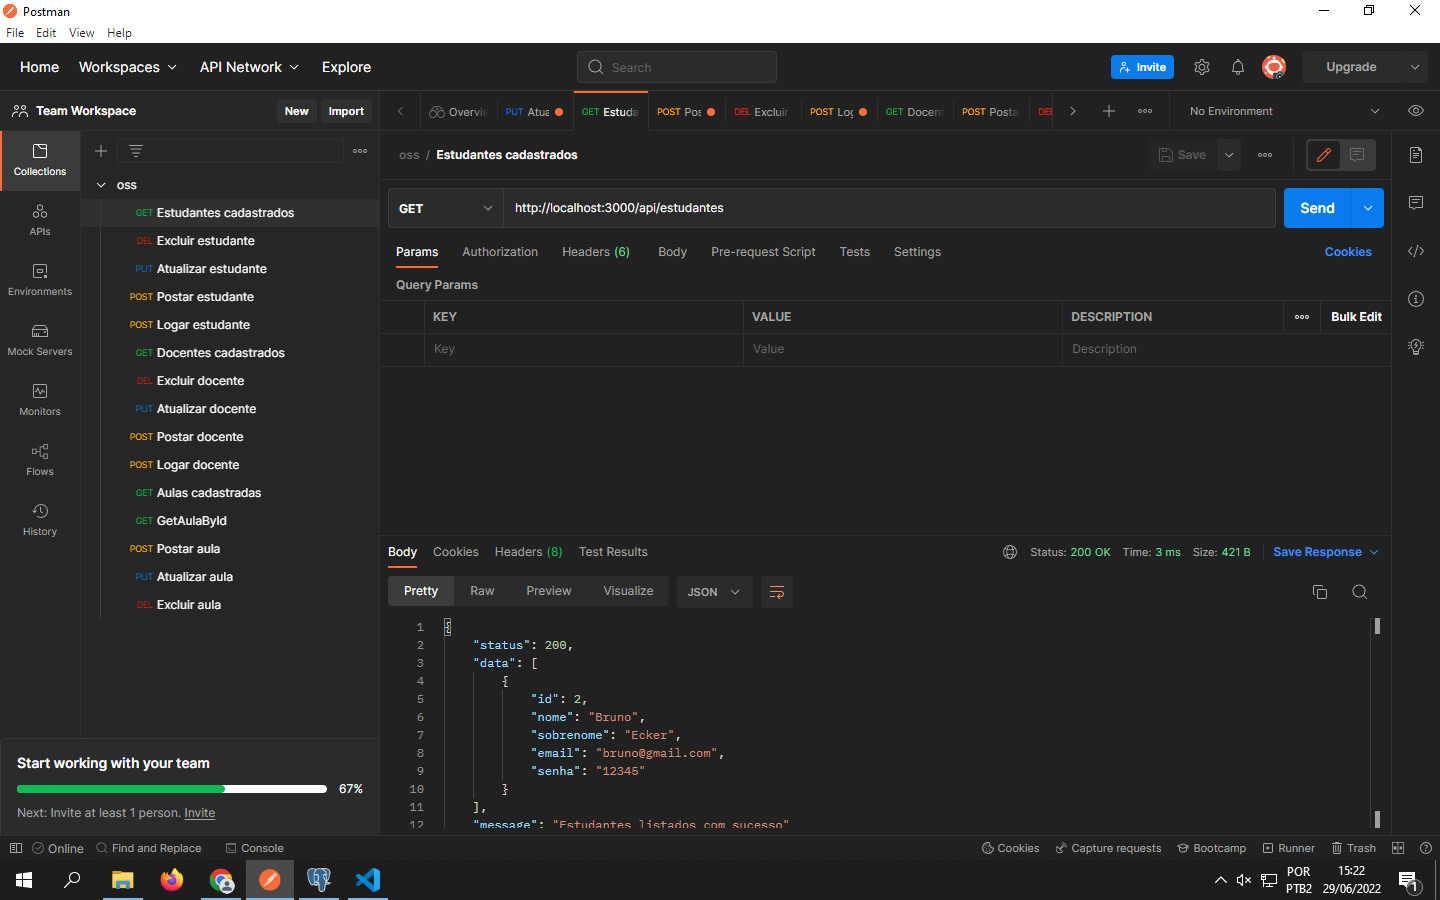 Postman
File Edit View Help
Home Workspaces API Network Explore Search Invite Upgrade
Team Workspace New Import Overvie PUT Atua GET Estuda POST Pos DEL Excluir POST Log GET Docent POST Posta DEL No Environment
Collections
APIs
Environments
Mock Servers
Monitors
Flows
History
oss
GET Estudantes cadastrados
DEL Excluir estudante
PUT Atualizar estudante
POST Postar estudante
POST Logar estudante
GET Docentes cadastrados
DEL Excluir docente
PUT Atualizar docente
POST Postar docente
POST Logar docente
GET Aulas cadastradas
GET GetAulaById
POST Postar aula
PUT Atualizar aula
DEL Excluir aula
Start working with your team
67%
Next: Invite at least 1 person. Invite
oss / Estudantes cadastrados Save
GET http://localhost:3000/api/estudantes Send
Params Authorization Headers (6) Body Pre-request Script Tests Settings Cookies
Query Params
KEY VALUE DESCRIPTION Bulk Edit
Key Value Description
Body Cookies Headers (8) Test Results Status: 200 OK Time: 3 ms Size: 421 B Save Response
Pretty Raw Preview Visualize JSON
1 {
2 "status": 200,
3 "data": [
4 {
5 "id": 2,
6 "nome": "Bruno",
7 "sobrenome": "Ecker",
8 "email": "bruno@gmail.com",
9 "senha": "12345"
10 }
11 ],
12 "message": "Estudantes listados com sucesso"
Online Find and Replace Console Cookies Capture requests Bootcamp Runner Trash
POR 15:22
PTB2 29/06/2022 1